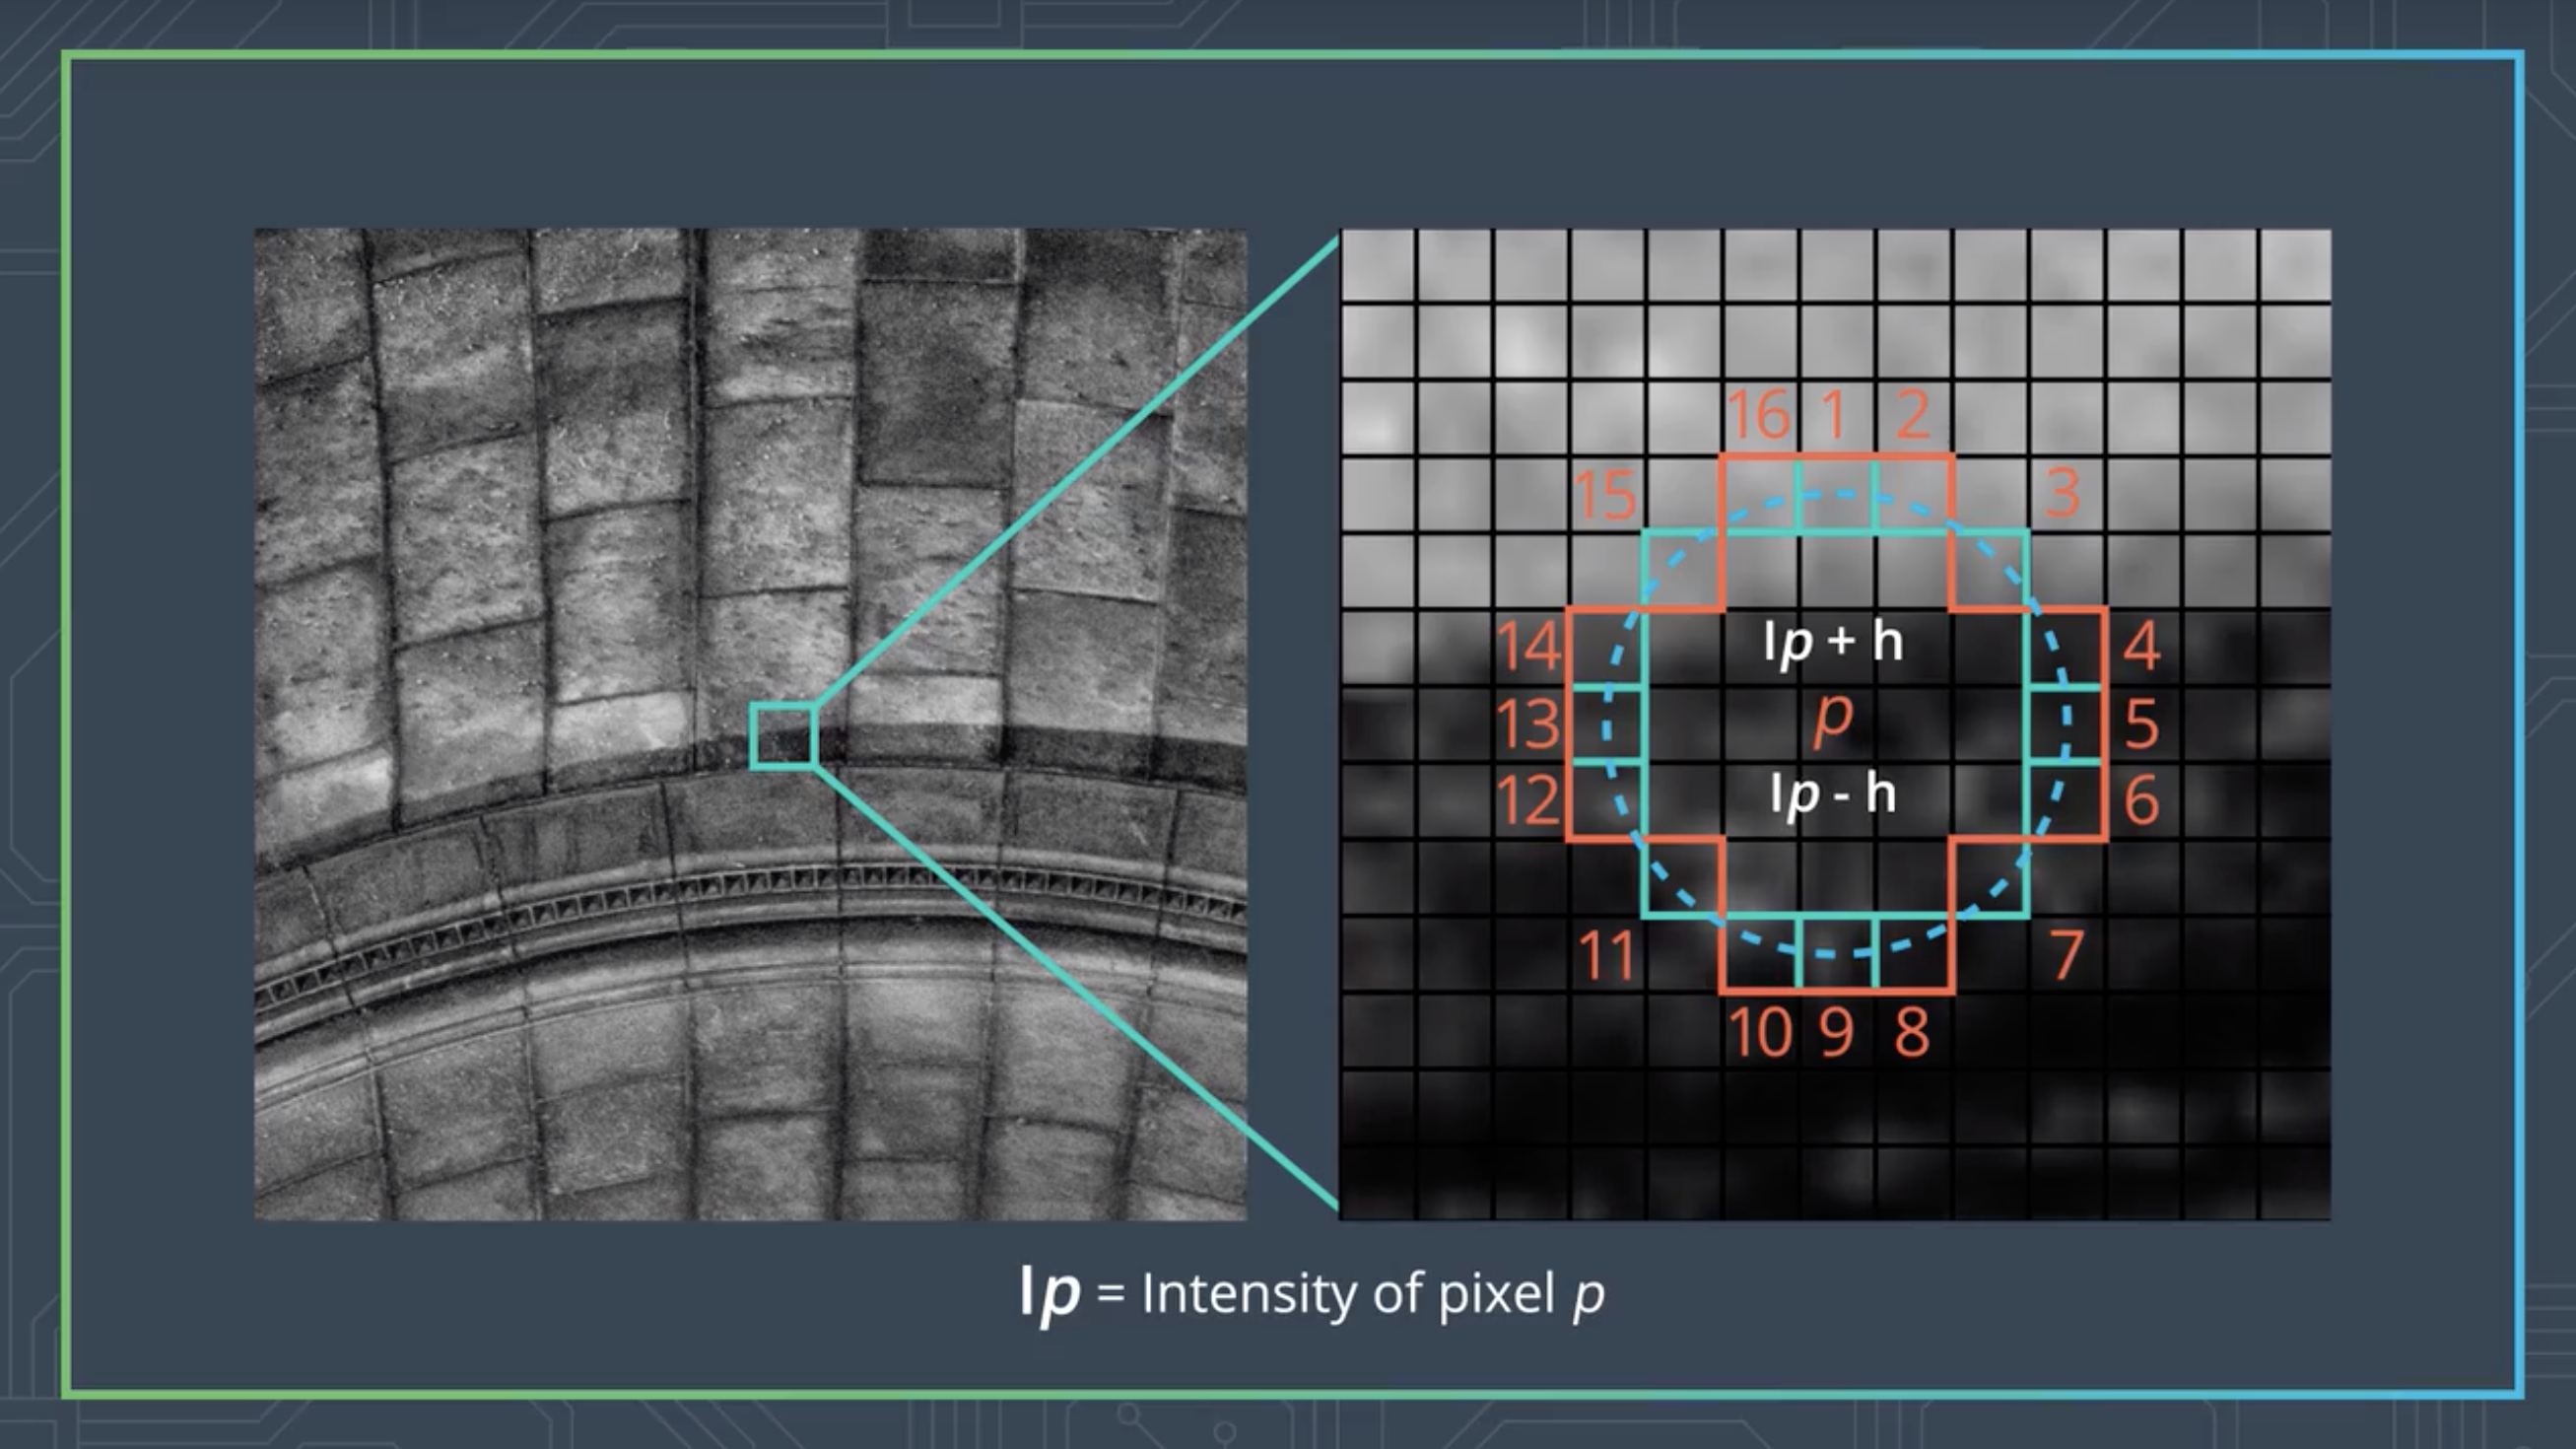 16 1 2
15 3
14 Ip + h 4
13 p 5
12 Ip - h 6
11 7
10 9 8
Ip = Intensity of pixel p